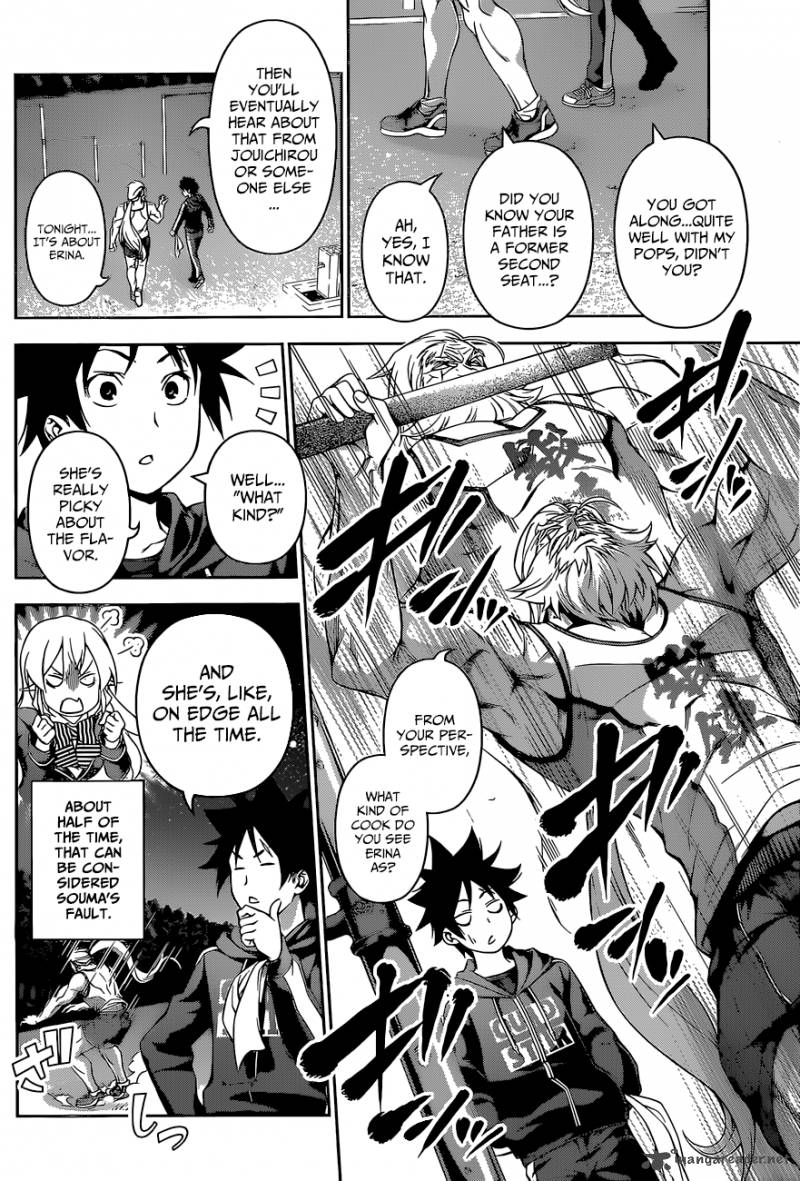 YOU GOT
ALONG...QUITE
WELL WITH MY
POPS, DIDN'T
YOU?
DID YOU
KNOW YOUR
FATHER IS
A FORMER
SECOND
SEAT...?
AH,
YES, I
KNOW
THAT.
THEN
YOU'LL
EVENTUALLY
HEAR ABOUT
THAT FROM
JOUICHIROU
OR SOME-
ONE ELSE
...
TONIGHT...
IT'S ABOUT
ERINA.
FROM
YOUR PER-
SPECTIVE,
WHAT
KIND OF
COOK DO
YOU SEE
ERINA
AS?
WELL...
"WHAT
KIND?"
SHE'S
REALLY
PICKY
ABOUT
THE FLA-
VOR.
AND
SHE'S, LIKE,
ON EDGE ALL
THE TIME.
ABOUT
HALF OF
THE TIME,
THAT CAN
BE CON-
SIDERED
SOUMA'S
FAULT.
ザッ
mangareader.net